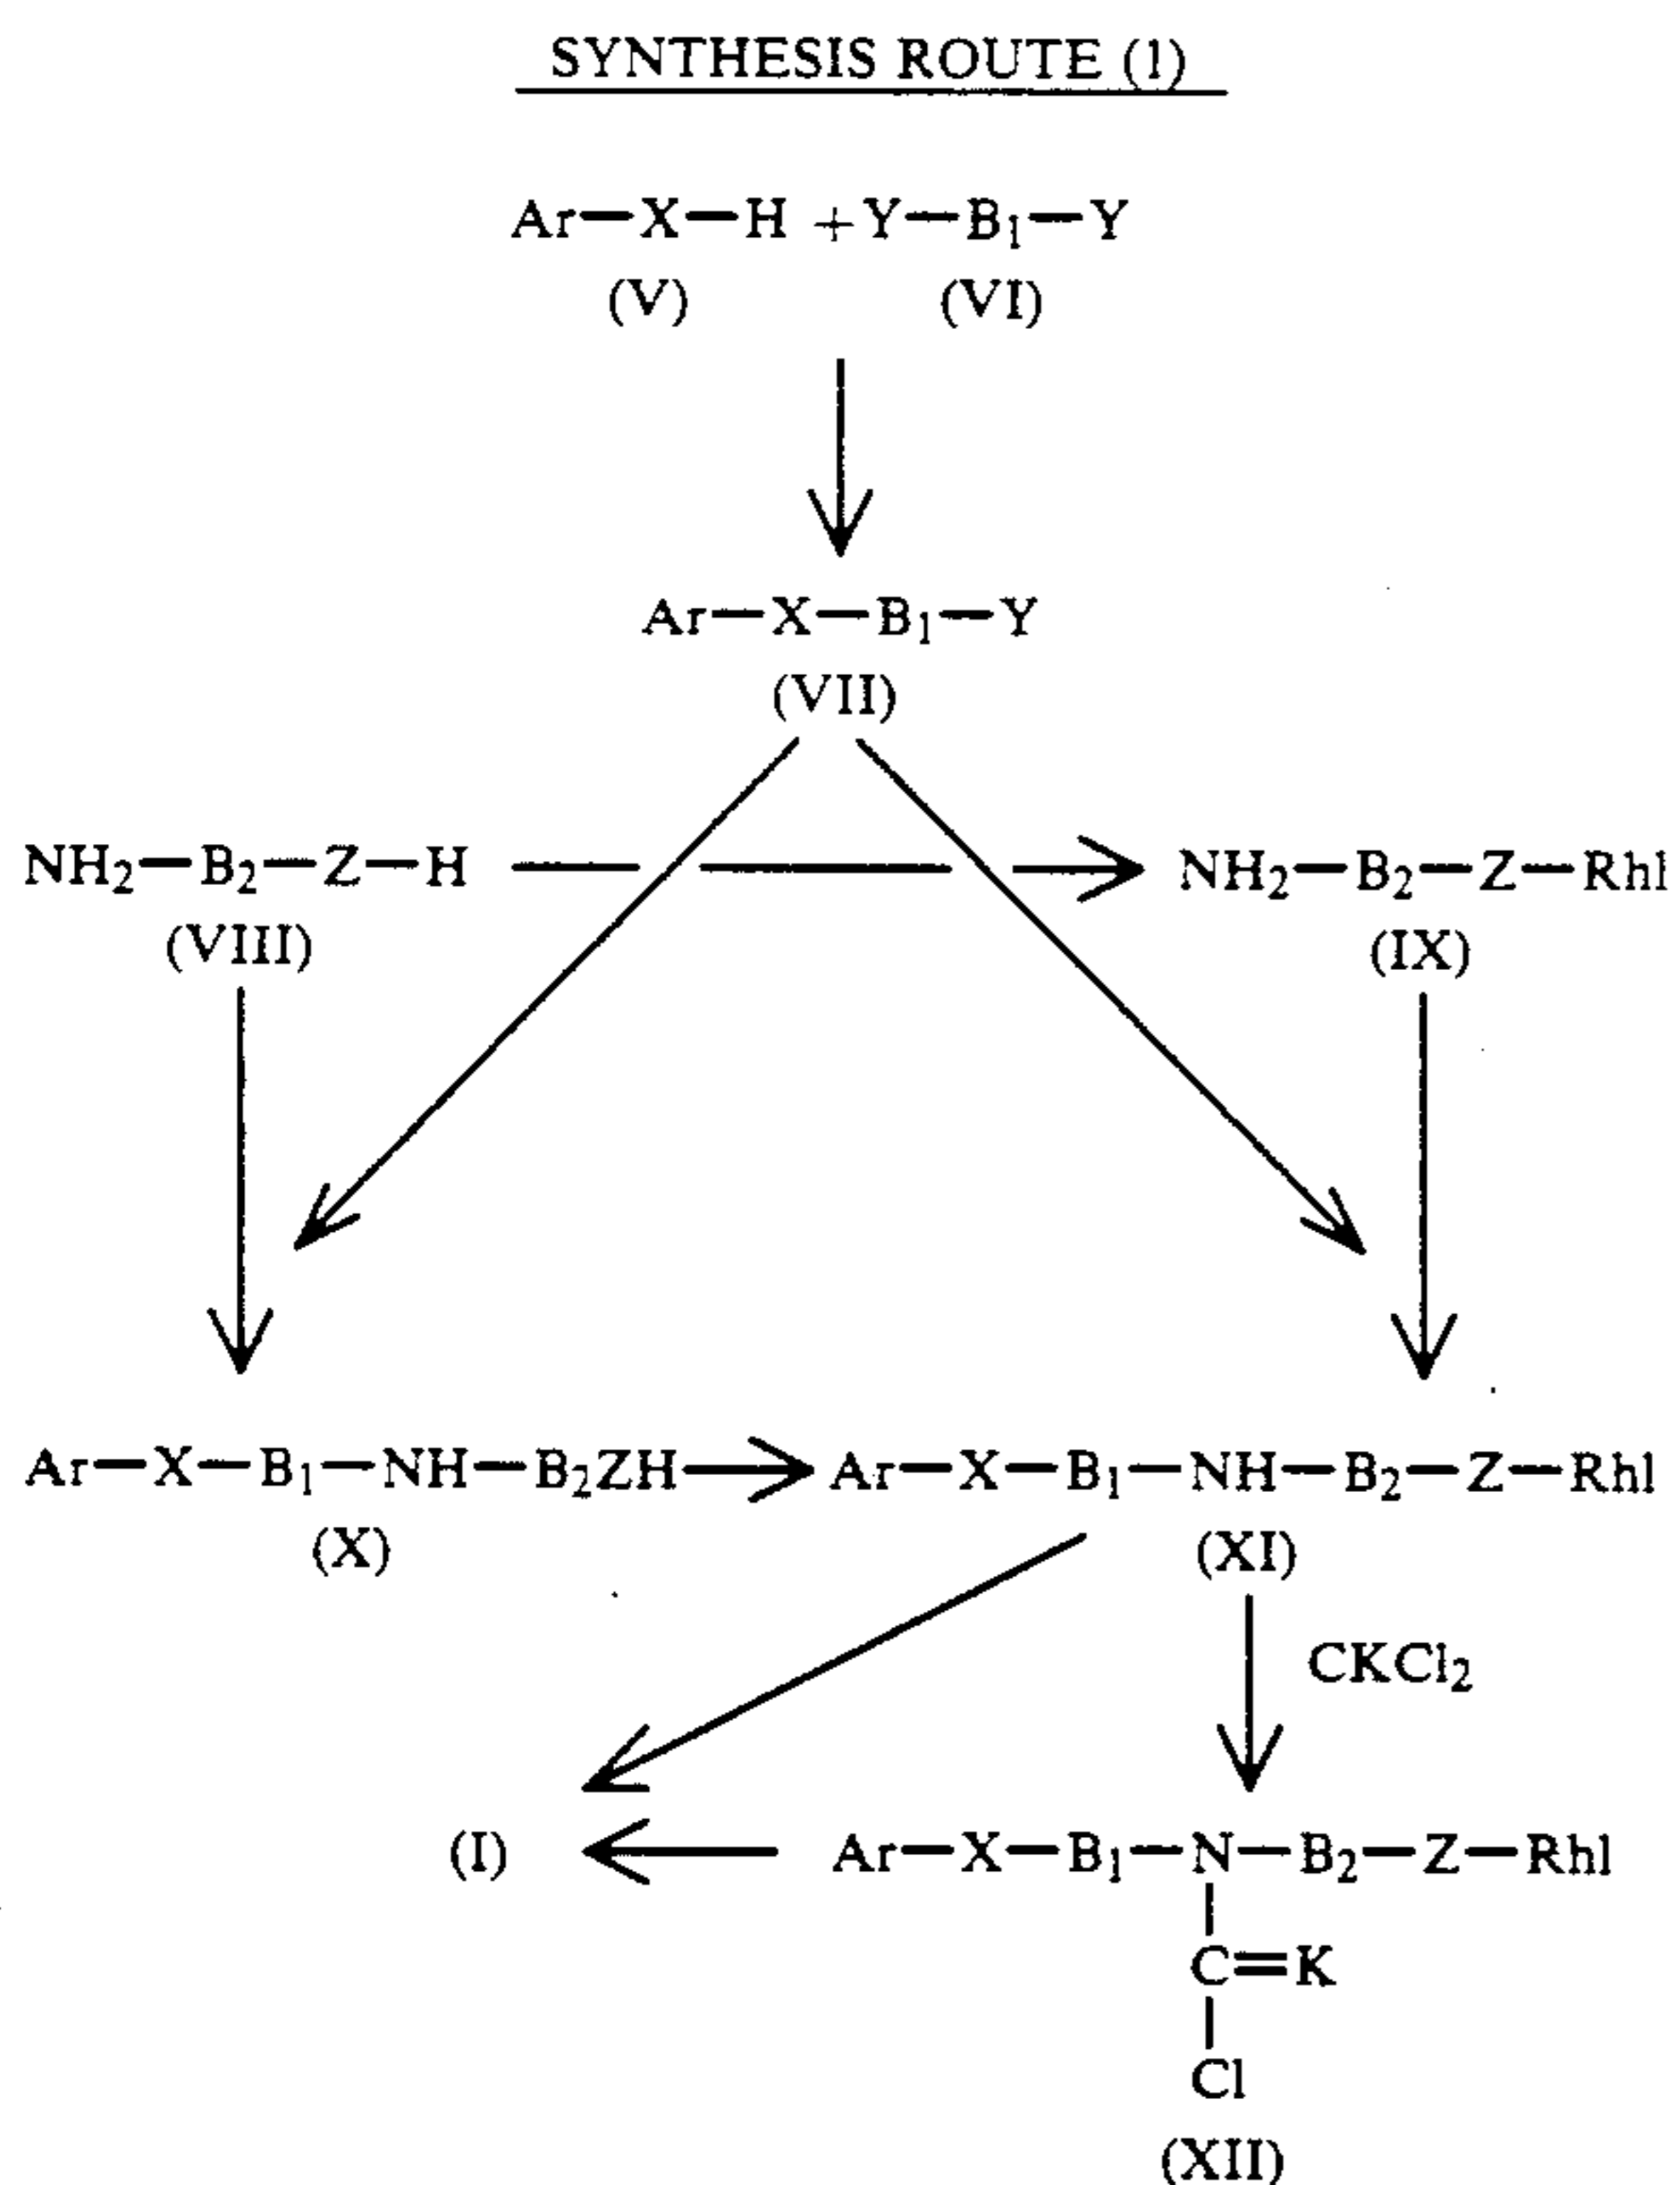 SYNTHESIS ROUTE (1)
Ar—X—H + Y—B₁—Y
(V) (VI)
Ar—X—B₁—Y
(VII)
NH₂—B₂—Z—H NH₂—B₂—Z—Rhl
(VIII) (IX)
Ar—X—B₁—NH—B₂ZH Ar—X—B₁—NH—B₂—Z—Rhl
(X) (XI)
CKCl₂
(I) Ar—X—B₁—N—B₂—Z—Rhl
C=K
Cl
(XII)